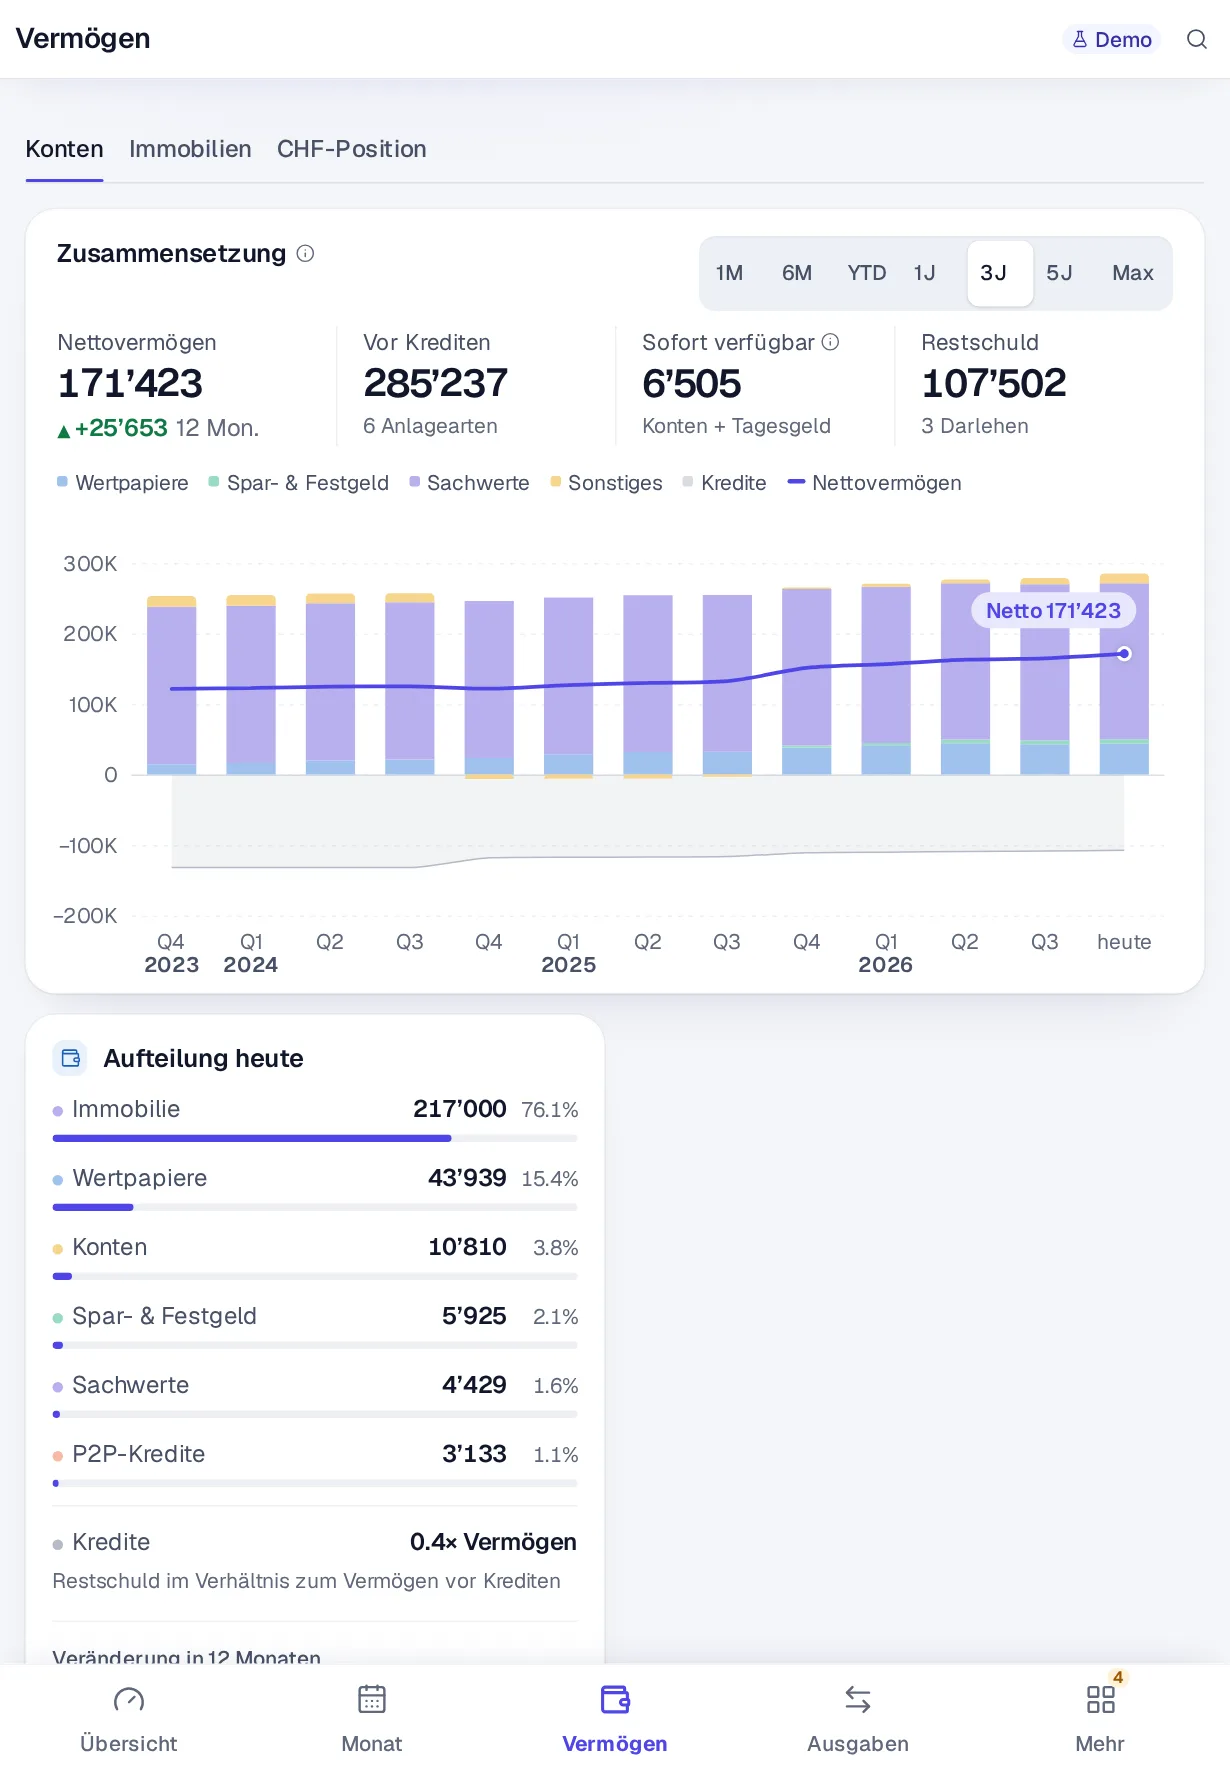 Vermögen
Demo
Konten Immobilien CHF-Position
Zusammensetzung
1M 6M YTD 1J 3J 5J Max
Nettovermögen Vor Krediten Sofort verfügbar Restschuld
171’423 285’237 6’505 107’502
▲+25’653 12 Mon. 6 Anlagearten Konten + Tagesgeld 3 Darlehen
Wertpapiere Spar- & Festgeld Sachwerte Sonstiges Kredite Nettovermögen
300K
Netto 171’423
200K
100K
0
−100K
−200K
Q4 Q1 Q2 Q3 Q4 Q1 Q2 Q3 Q4 Q1 Q2 Q3 heute
2023 2024 2025 2026
Aufteilung heute
Immobilie 217’000 76.1%
Wertpapiere 43’939 15.4%
Konten 10’810 3.8%
Spar- & Festgeld 5’925 2.1%
Sachwerte 4’429 1.6%
P2P-Kredite 3’133 1.1%
Kredite 0.4× Vermögen
Restschuld im Verhältnis zum Vermögen vor Krediten
Veränderung in 12 Monaten
4
Übersicht Monat Vermögen Ausgaben Mehr